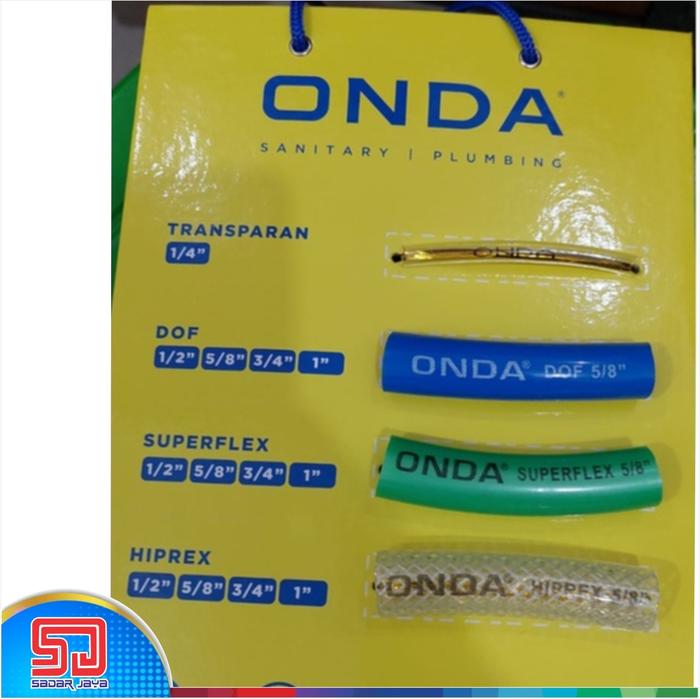 ONDA®
SANITARY | PLUMBING
TRANSPARAN
1/4"
ONDA
DOF
1/2" 5/8" 3/4" 1"
ONDA® DOF 5/8"
SUPERFLEX
1/2" 5/8" 3/4" 1"
ONDA® SUPERFLEX 5/8"
HIPREX
1/2" 5/8" 3/4" 1"
ONDA® HIPREX 5/8"
SJ
SADAR JAYA